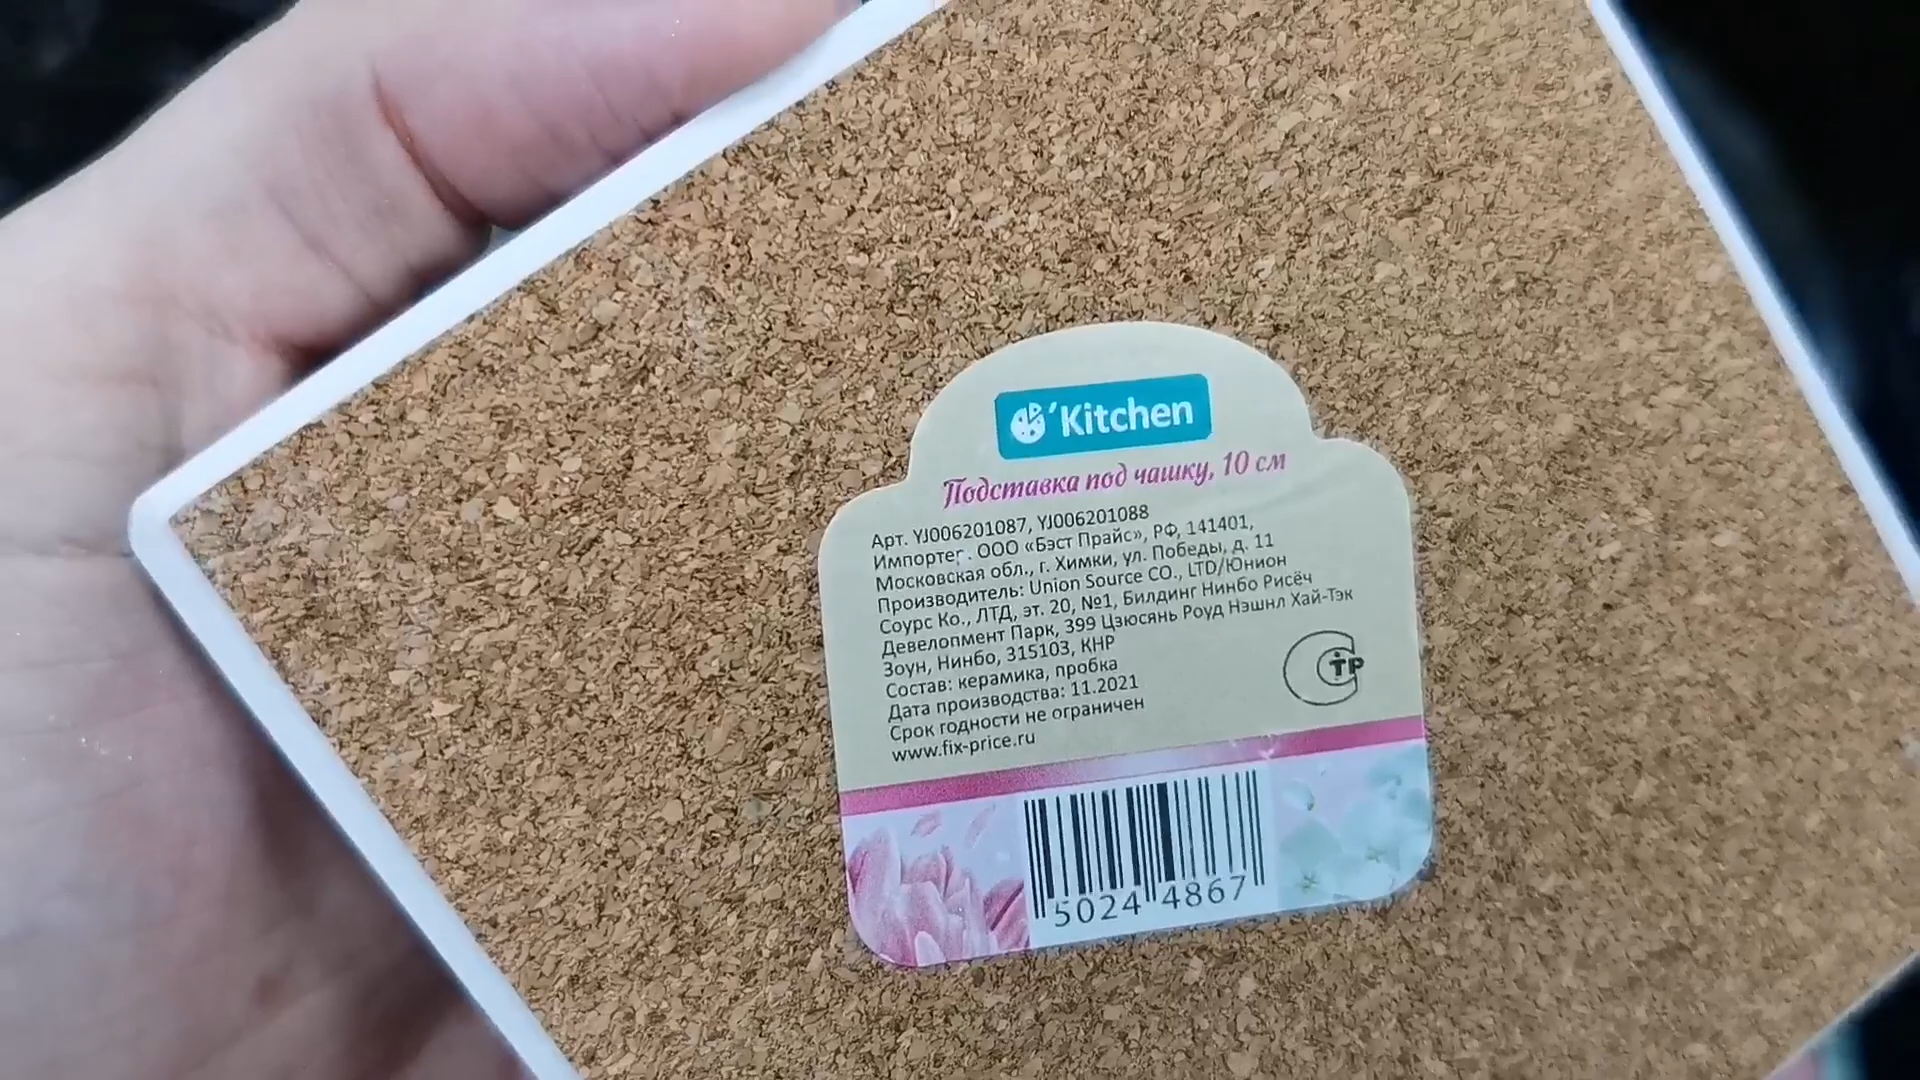 'Kitchen
Подставка под чашку, 10 см
Арт. YJ006201087, YJ006201088
Импортер: ООО «Бэст Прайс», РФ, 141401,
Московская обл., г. Химки, ул. Победы, д. 11
Производитель: Union Source CO., LTD/Юнион
Соурс Ко., ЛТД, эт. 20, №1, Билдинг Нинбо Рисёч
Девелопмент Парк, 399 Цзюсянь Роуд Нэшнл Хай-Тэк
Зоун, Нинбо, 315103, КНР
Состав: керамика, пробка
Дата производства: 11.2021
Срок годности не ограничен
www.fix-price.ru
СТР
5024 4867